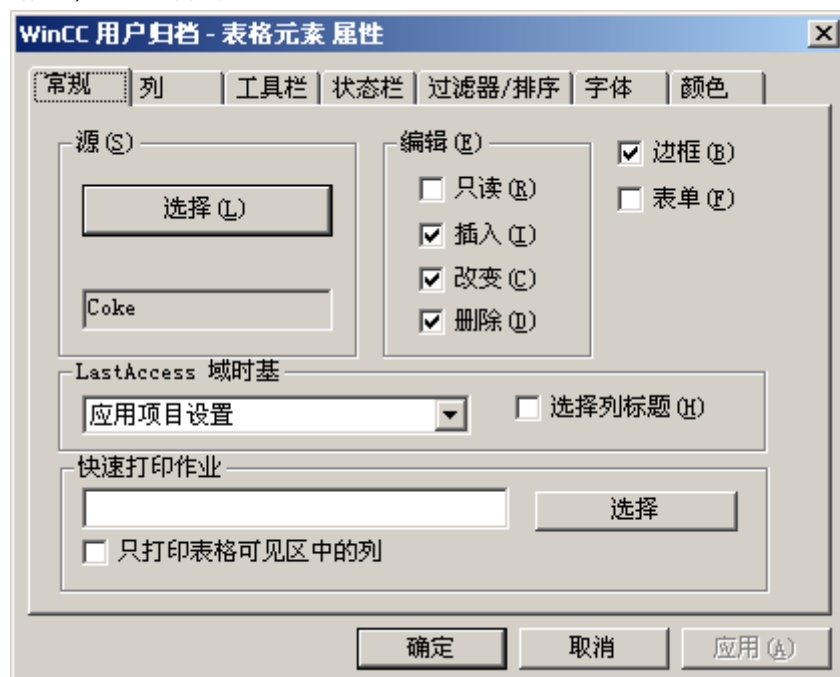 WinCC 用户归档 - 表格元素 属性
常规 列 工具栏 状态栏 过滤器/排序 字体 颜色
源(S)
选择(L)
Coke
编辑(E)
只读(R)
插入(I)
改变(C)
删除(D)
边框(B)
表单(F)
LastAccess 域时基
应用项目设置
选择列标题(H)
快速打印作业
选择
只打印表格可见区中的列
确定 取消 应用(A)